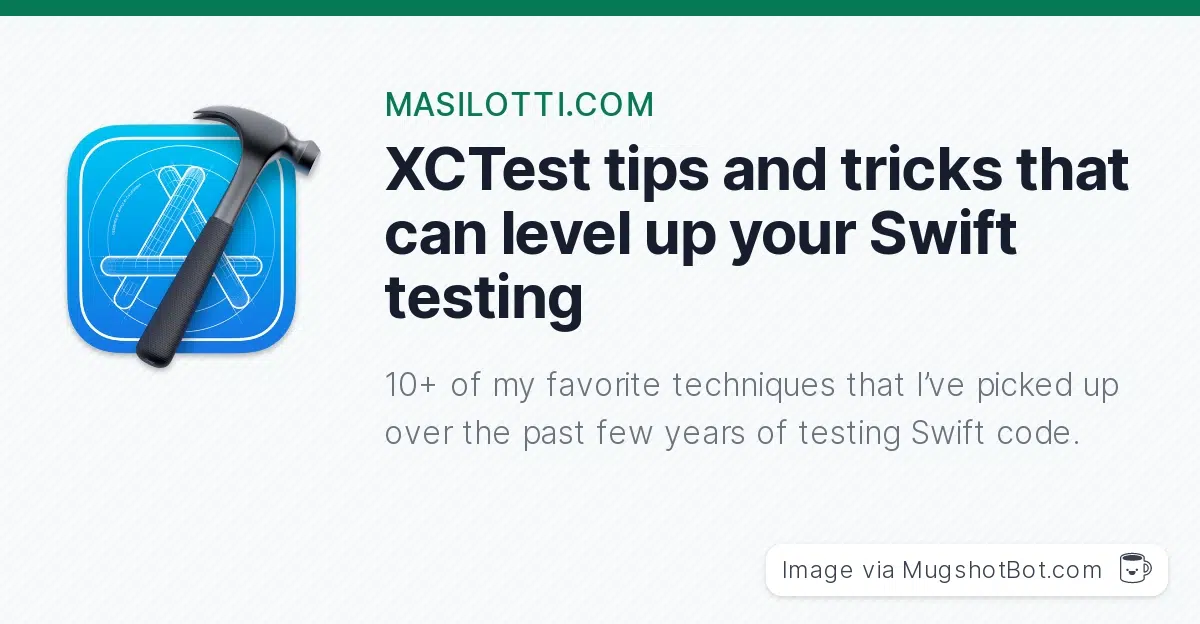 MASILOTTI.COM
XCTest tips and tricks that
can level up your Swift
testing
10+ of my favorite techniques that I’ve picked up
over the past few years of testing Swift code.
Image via MugshotBot.com